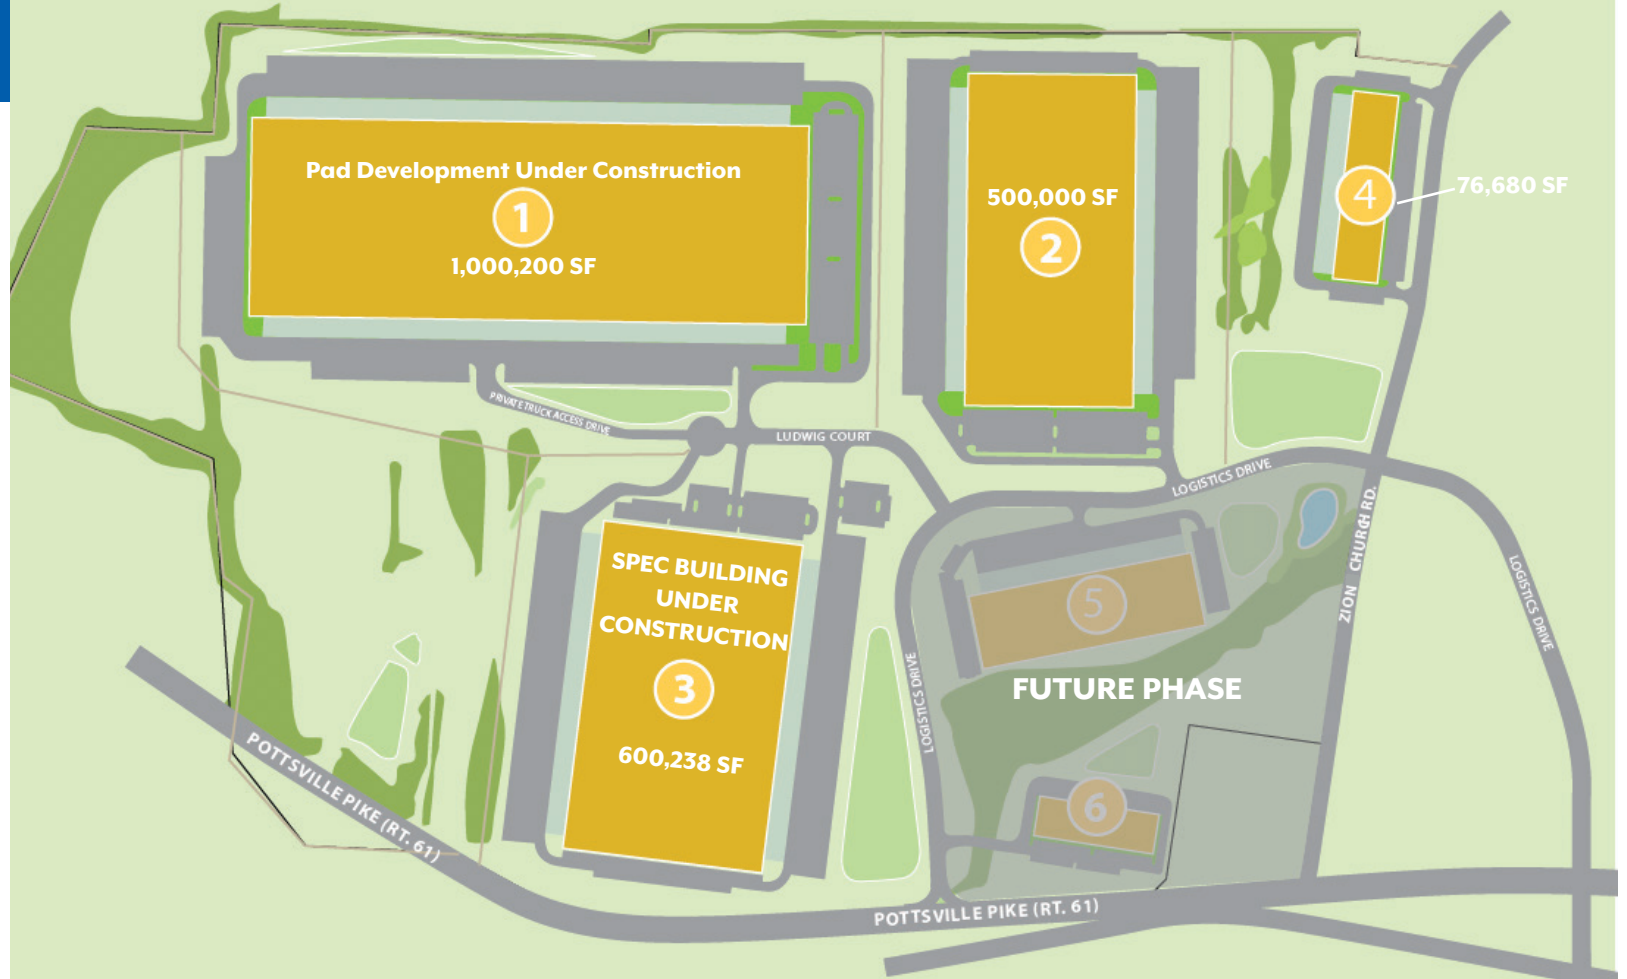 Pad Development Under Construction
1
1,000,200 SF
500,000 SF
2
4
76,680 SF
PRIVATE TRUCK ACCESS DRIVE
LUDWIG COURT
LOGISTICS DRIVE
SPEC BUILDING
UNDER
CONSTRUCTION
3
600,238 SF
5
ZION CHURCH RD.
LOGISTICS DRIVE
LOGISTICS DRIVE
FUTURE PHASE
6
POTTSVILLE PIKE (RT. 61)
POTTSVILLE PIKE (RT. 61)